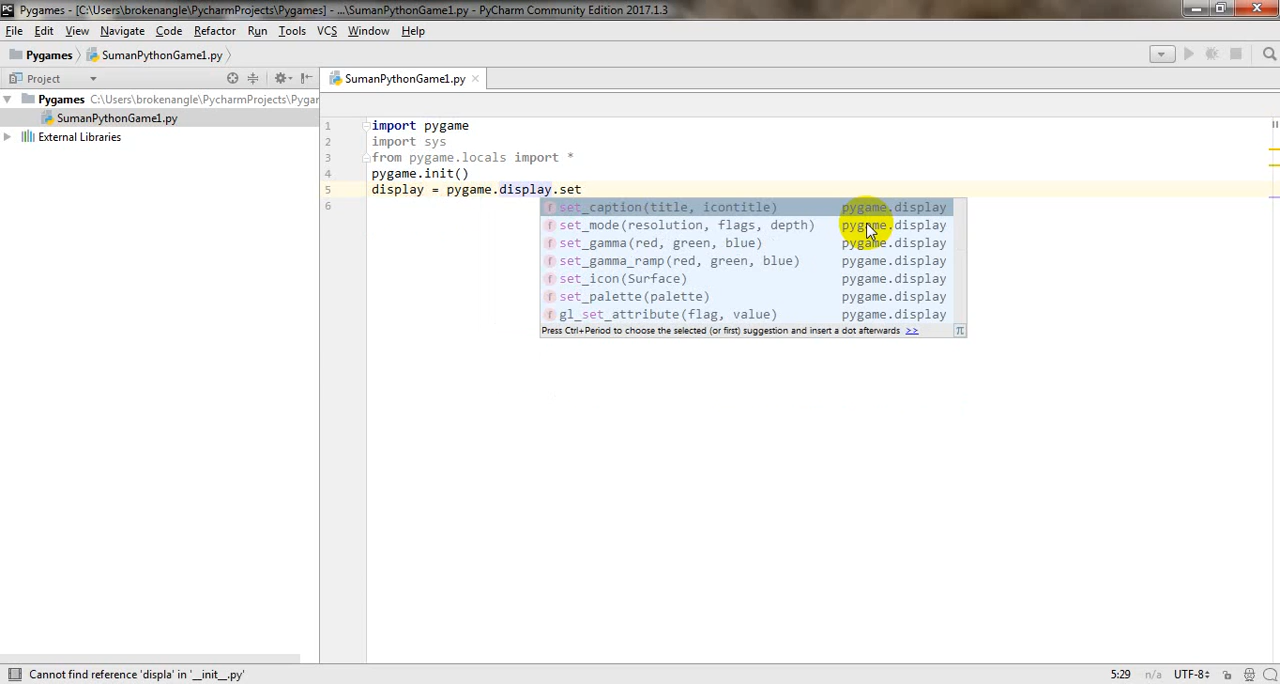 Pygames - [C:\Users\brokenangle\PycharmProjects\Pygames] - ...\SumanPythonGame1.py - PyCharm Community Edition 2017.1.3
File Edit View Navigate Code Refactor Run Tools VCS Window Help
Pygames SumanPythonGame1.py
Project SumanPythonGame1.py
Pygames C:\Users\brokenangle\PycharmProjects\Pygar
SumanPythonGame1.py
External Libraries
1 import pygame
2 import sys
3 from pygame.locals import *
4 pygame.init()
5 display = pygame.display.set
6
f set_caption(title, icontitle) pygame.display
f set_mode(resolution, flags, depth) pygame.display
f set_gamma(red, green, blue) pygame.display
f set_gamma_ramp(red, green, blue) pygame.display
f set_icon(Surface) pygame.display
f set_palette(palette) pygame.display
f gl_set_attribute(flag, value) pygame.display
Press Ctrl+Period to choose the selected (or first) suggestion and insert a dot afterwards >> π
Cannot find reference 'displa' in '__init__.py' 5:29 n/a UTF-8